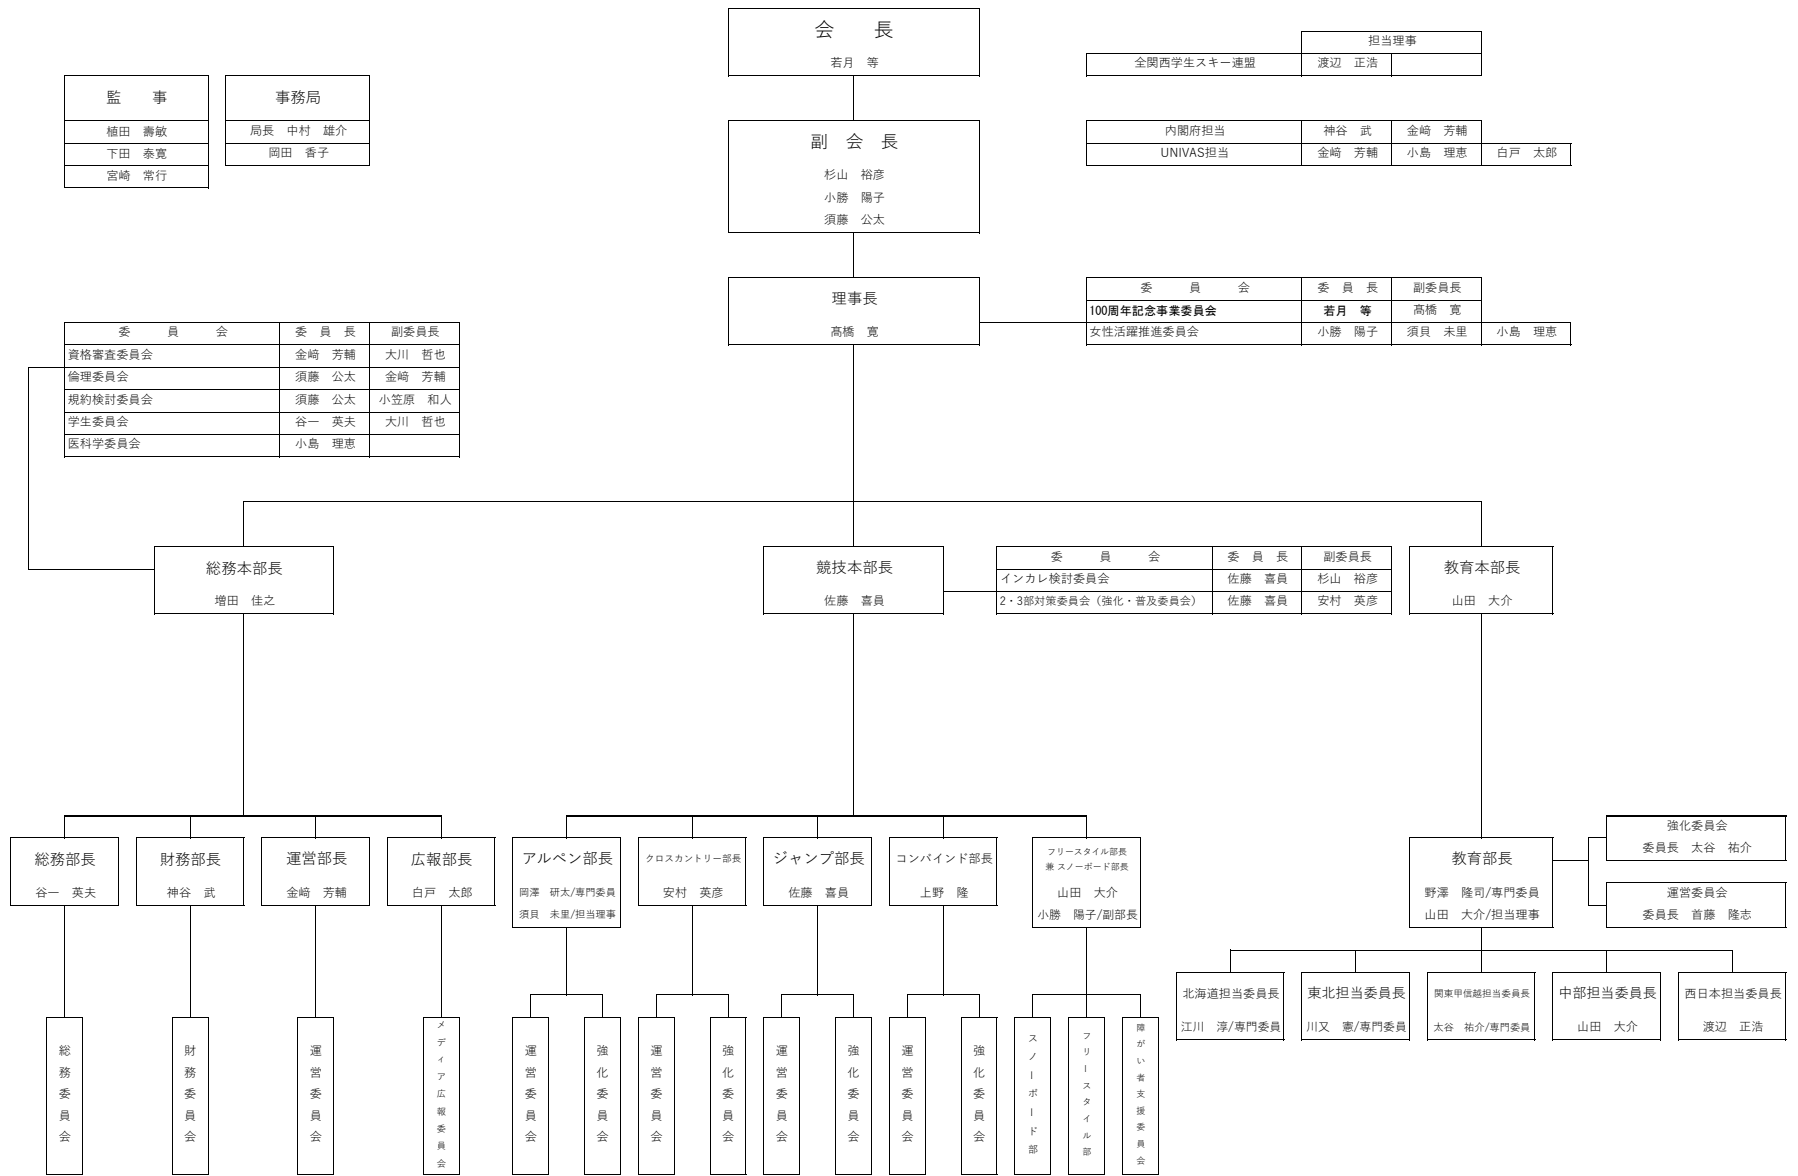 会　長
若月　等
担当理事
全関西学生スキー連盟　渡辺　正浩
監　事
植田　壽敏
下田　泰寛
宮崎　常行
事務局
局長　中村　雄介
岡田　香子
副　会　長
杉山　裕彦
小勝　陽子
須藤　公太
内閣府担当　神谷　武　金﨑　芳輔
UNIVAS担当　金﨑　芳輔　小島　理恵　白戸　太郎
理事長
髙橋　寛
委　員　会　委　員　長　副委員長
100周年記念事業委員会　若月　等　髙橋　寛
女性活躍推進委員会　小勝　陽子　須貝　未里　小島　理恵
委　員　会　委　員　長　副委員長
資格審査委員会　金﨑　芳輔　大川　哲也
倫理委員会　須藤　公太　金﨑　芳輔
規約検討委員会　須藤　公太　小笠原　和人
学生委員会　谷一　英夫　大川　哲也
医科学委員会　小島　理恵
総務本部長
増田　佳之
競技本部長
佐藤　喜員
委　員　会　委　員　長　副委員長
インカレ検討委員会　佐藤　喜員　杉山　裕彦
2・3部対策委員会（強化・普及委員会）　佐藤　喜員　安村　英彦
教育本部長
山田　大介
総務部長
谷一　英夫
財務部長
神谷　武
運営部長
金﨑　芳輔
広報部長
白戸　太郎
アルペン部長
岡澤　研太/専門委員
須貝　未里/担当理事
クロスカントリー部長
安村　英彦
ジャンプ部長
佐藤　喜員
コンバインド部長
上野　隆
フリースタイル部長
兼 スノーボード部長
山田　大介
小勝　陽子/副部長
教育部長
野澤　隆司/専門委員
山田　大介/担当理事
強化委員会
委員長　太谷　祐介
運営委員会
委員長　首藤　隆志
北海道担当委員長
江川　淳/専門委員
東北担当委員長
川又　憲/専門委員
関東甲信越担当委員長
太谷　祐介/専門委員
中部担当委員長
山田　大介
西日本担当委員長
渡辺　正浩
総務委員会
財務委員会
運営委員会
メディア広報委員会
運営委員会
強化委員会
運営委員会
強化委員会
運営委員会
強化委員会
運営委員会
強化委員会
スノーボード部
フリースタイル部
障がい者支援委員会